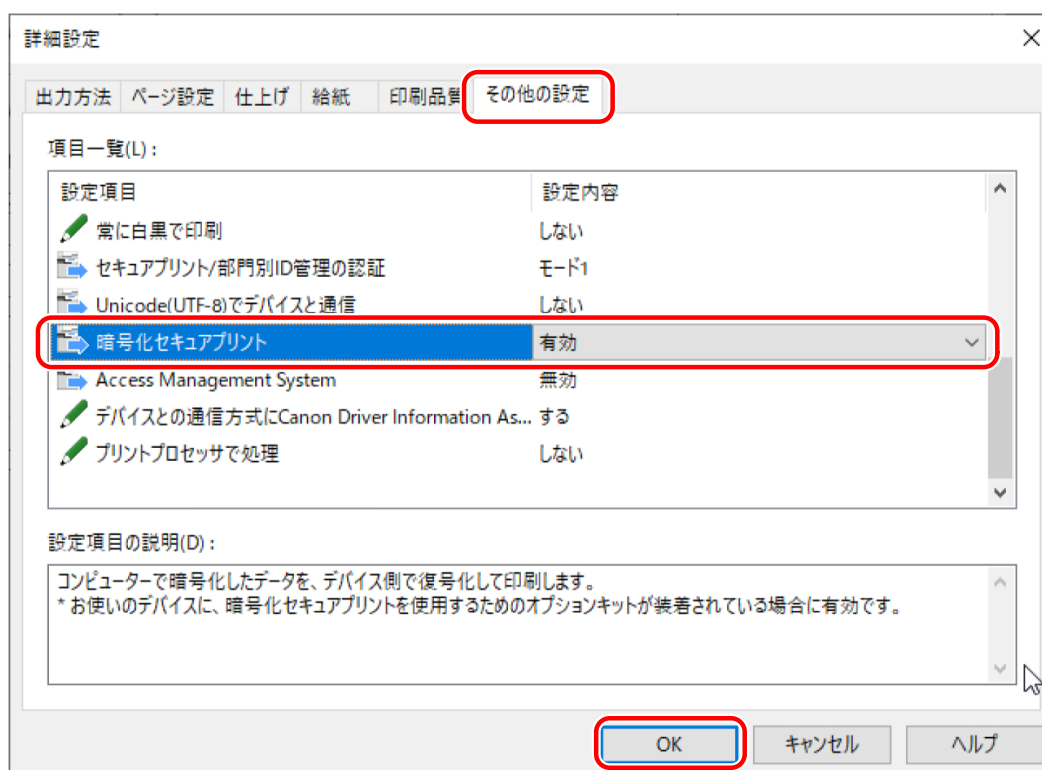 詳細設定
出力方法 ページ設定 仕上げ 給紙 印刷品質 その他の設定
項目一覧(L) :
設定項目 設定内容
常に白黒で印刷 しない
セキュアプリント/部門別ID管理の認証 モード1
Unicode(UTF-8)でデバイスと通信 しない
暗号化セキュアプリント 有効
Access Management System 無効
デバイスとの通信方式にCanon Driver Information As... する
プリントプロセッサで処理 しない
設定項目の説明(D) :
コンピューターで暗号化したデータを、デバイス側で復号化して印刷します。
* お使いのデバイスに、暗号化セキュアプリントを使用するためのオプションキットが装着されている場合に有効です。
OK キャンセル ヘルプ